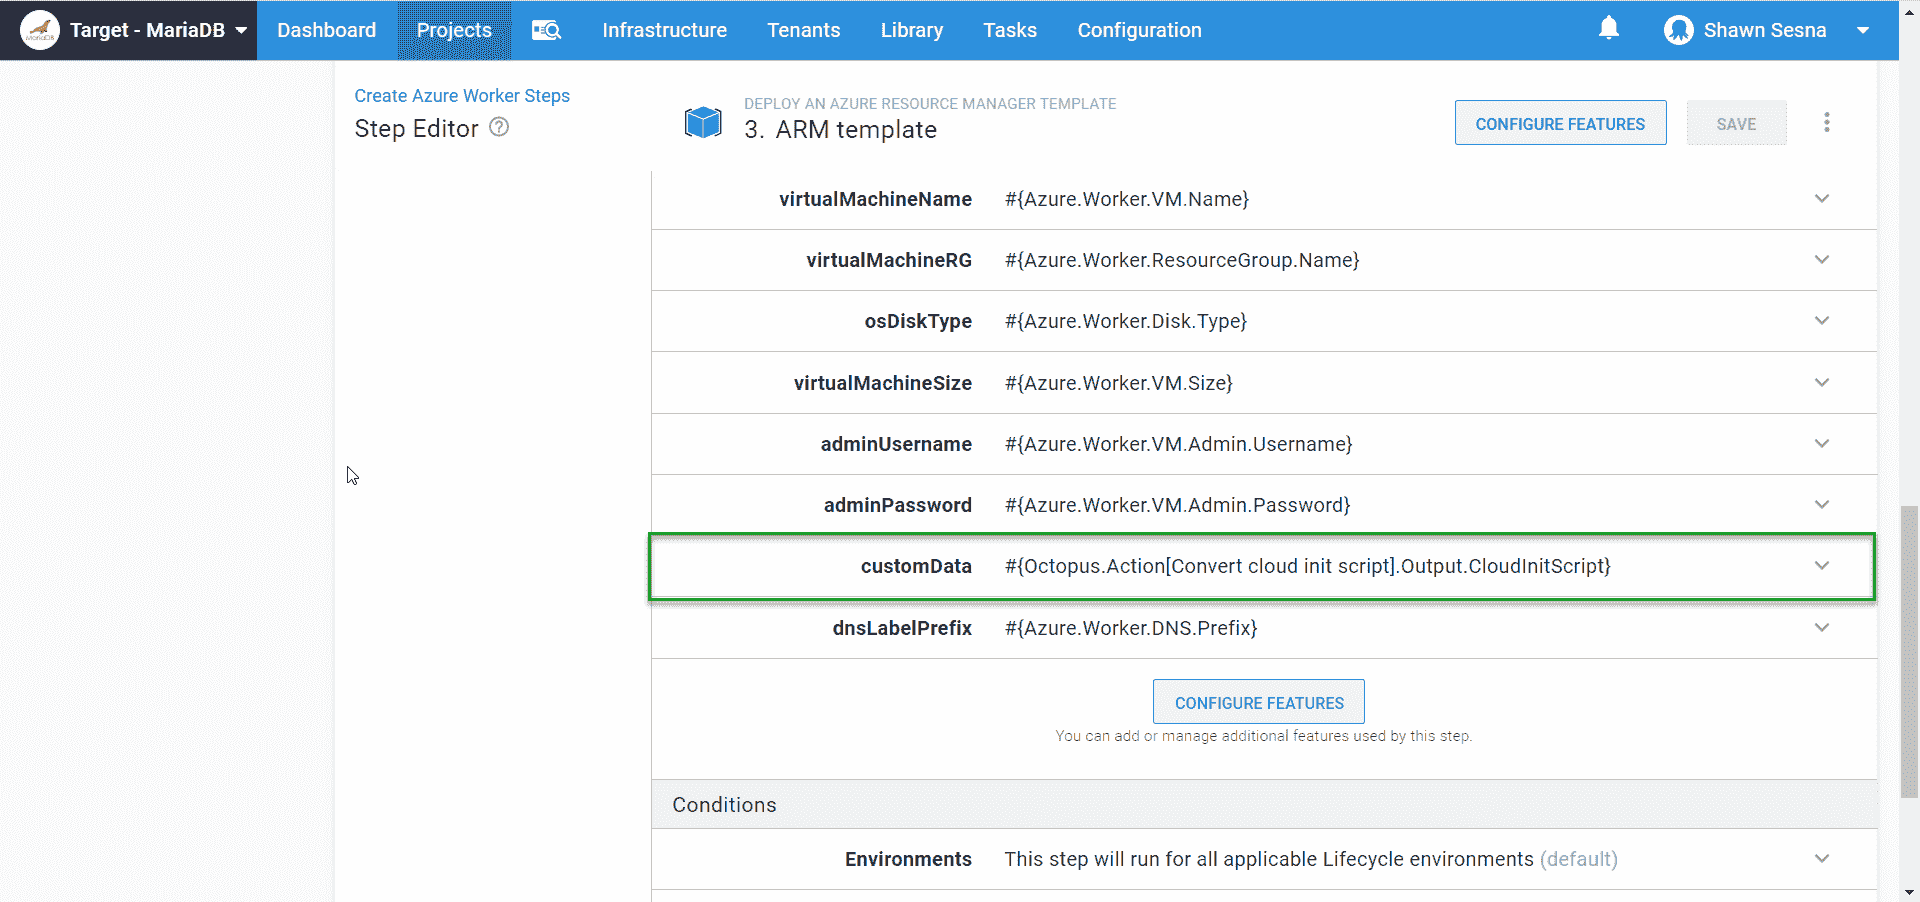 Target - MariaDB
Dashboard
Projects
Infrastructure
Tenants
Library
Tasks
Configuration
Shawn Sesna
Create Azure Worker Steps
Step Editor ?
DEPLOY AN AZURE RESOURCE MANAGER TEMPLATE
3. ARM template
CONFIGURE FEATURES
SAVE
virtualMachineName #{Azure.Worker.VM.Name}
virtualMachineRG #{Azure.Worker.ResourceGroup.Name}
osDiskType #{Azure.Worker.Disk.Type}
virtualMachineSize #{Azure.Worker.VM.Size}
adminUsername #{Azure.Worker.VM.Admin.Username}
adminPassword #{Azure.Worker.VM.Admin.Password}
customData #{Octopus.Action[Convert cloud init script].Output.CloudInitScript}
dnsLabelPrefix #{Azure.Worker.DNS.Prefix}
CONFIGURE FEATURES
You can add or manage additional features used by this step.
Conditions
Environments This step will run for all applicable Lifecycle environments (default)